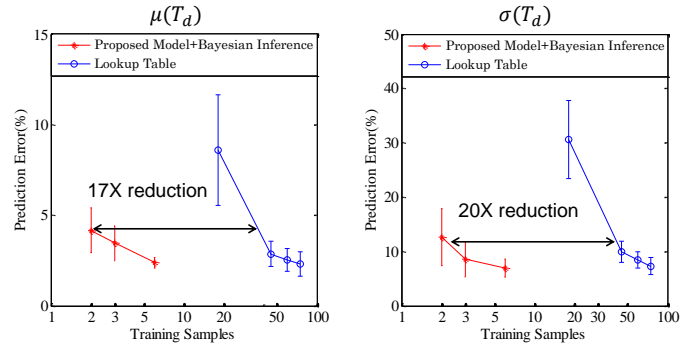 μ(T_d)
15
10
5
0
Prediction Error(%)
Proposed Model+Bayesian Inference
Lookup Table
17X reduction
1 2 3 5 10 20 50 100
Training Samples
σ(T_d)
50
40
30
20
10
0
Prediction Error(%)
Proposed Model+Bayesian Inference
Lookup Table
20X reduction
1 2 3 5 10 20 30 50 100
Training Samples